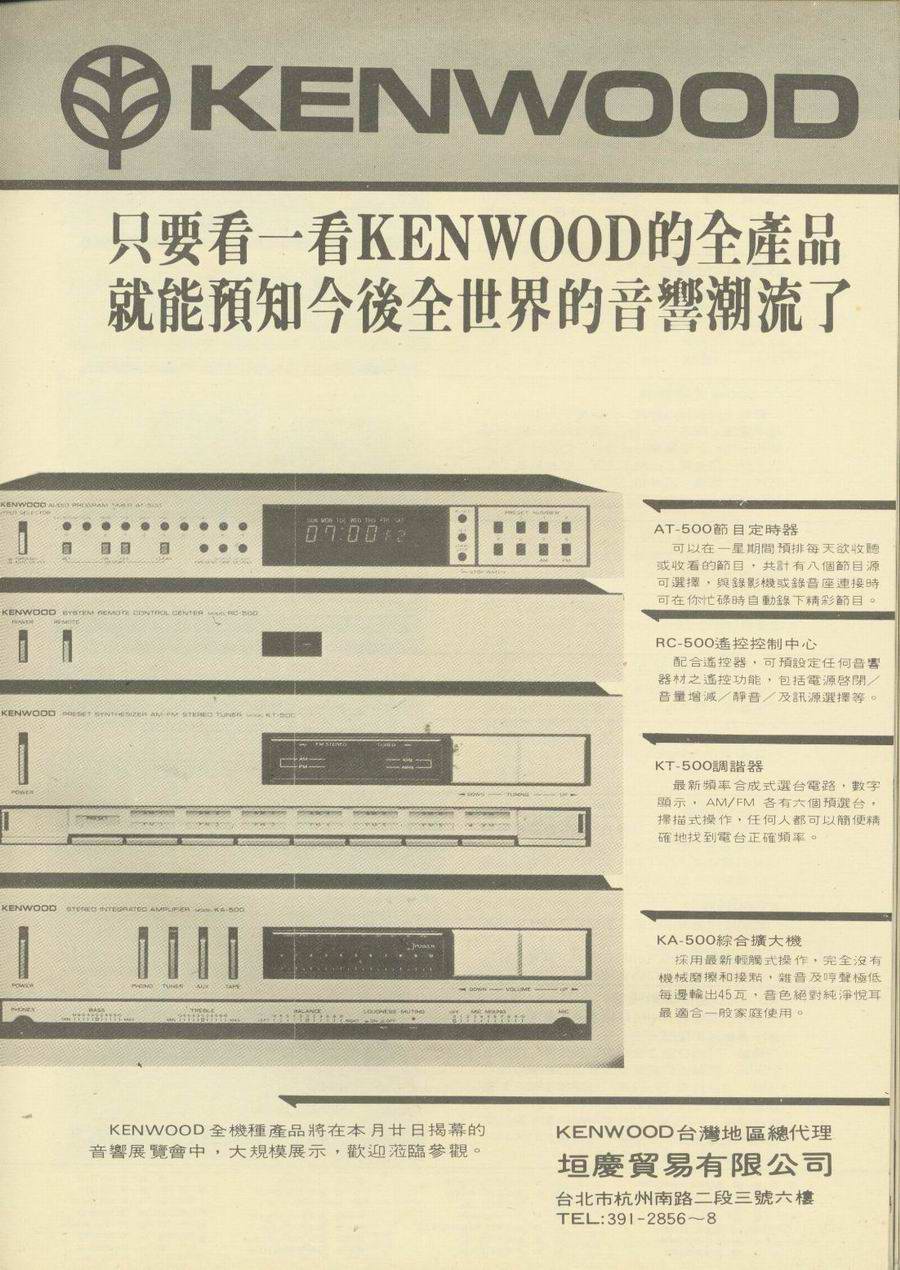 KENWOOD
只要看一看KENWOOD的全產品
就能預知今後全世界的音響潮流了
KENWOOD AUDIO PROGRAM TIMER AT-500
SUN MON TUE WED THU FRI SAT
07:00
PRESET NUMBER
AM FM
AT-500節目定時器
可以在一星期間預排每天欲收聽
或收看的節目，共計有八個節目源
可選擇，與錄影機或錄音座連接時
可在你忙碌時自動錄下精彩節目。
KENWOOD SYSTEM REMOTE CONTROL CENTER MODEL RC-500
POWER REMOTE
RC-500遙控控制中心
配合遙控器，可預設定任何音響
器材之遙控功能，包括電源啓閉／
音量增減／靜音／及訊源選擇等。
KENWOOD PRESET SYNTHESIZER AM-FM STEREO TUNER MODEL KT-500
FM STEREO TUNED
AM KHz
FM MHz
POWER
DOWN TUNING UP
PRESET
KT-500調諧器
最新頻率合成式選台電路，數字
顯示，AM/FM 各有六個預選台，
掃描式操作，任何人都可以簡便精
確地找到電台正確頻率。
KENWOOD STEREO INTEGRATED AMPLIFIER MODEL KA-500
POWER
POWER PHONO TUNER AUX TAPE
DOWN VOLUME UP
PHONES BASS TREBLE BALANCE LOUDNESS MUTING MIC MIXING MIC
KA-500綜合擴大機
採用最新輕觸式操作，完全沒有
機械磨擦和接點，雜音及哼聲極低
每邊輸出45瓦，音色絕對純淨悅耳
最適合一般家庭使用。
KENWOOD全機種產品將在本月廿日揭幕的
音響展覽會中，大規模展示，歡迎蒞臨參觀。
KENWOOD台灣地區總代理
垣慶貿易有限公司
台北市杭州南路二段三號六樓
TEL:391-2856～8